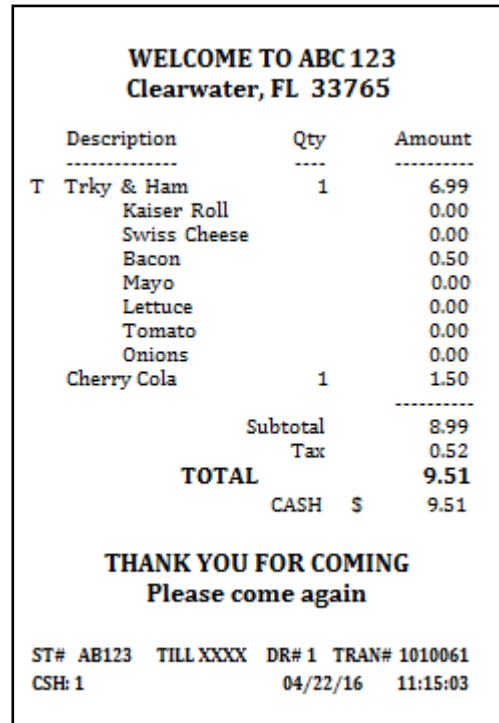 WELCOME TO ABC 123
Clearwater, FL 33765
Description Qty Amount
-------------- ---- ----------
T Trky & Ham 1 6.99
Kaiser Roll 0.00
Swiss Cheese 0.00
Bacon 0.50
Mayo 0.00
Lettuce 0.00
Tomato 0.00
Onions 0.00
Cherry Cola 1 1.50
----------
Subtotal 8.99
Tax 0.52
TOTAL 9.51
CASH $ 9.51
THANK YOU FOR COMING
Please come again
ST# AB123 TILL XXXX DR# 1 TRAN# 1010061
CSH: 1 04/22/16 11:15:03